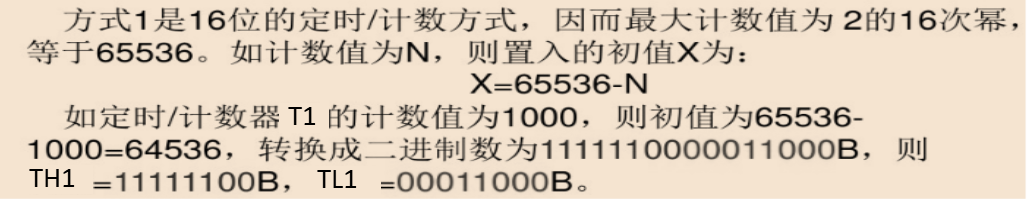 方式1是16位的定时/计数方式，因而最大计数值为 2的16次幂，
等于65536。如计数值为N，则置入的初值X为：
X=65536-N
如定时/计数器 T1 的计数值为1000，则初值为65536-
1000=64536，转换成二进制数为1111110000011000B，则
TH1 =11111100B， TL1 =00011000B。